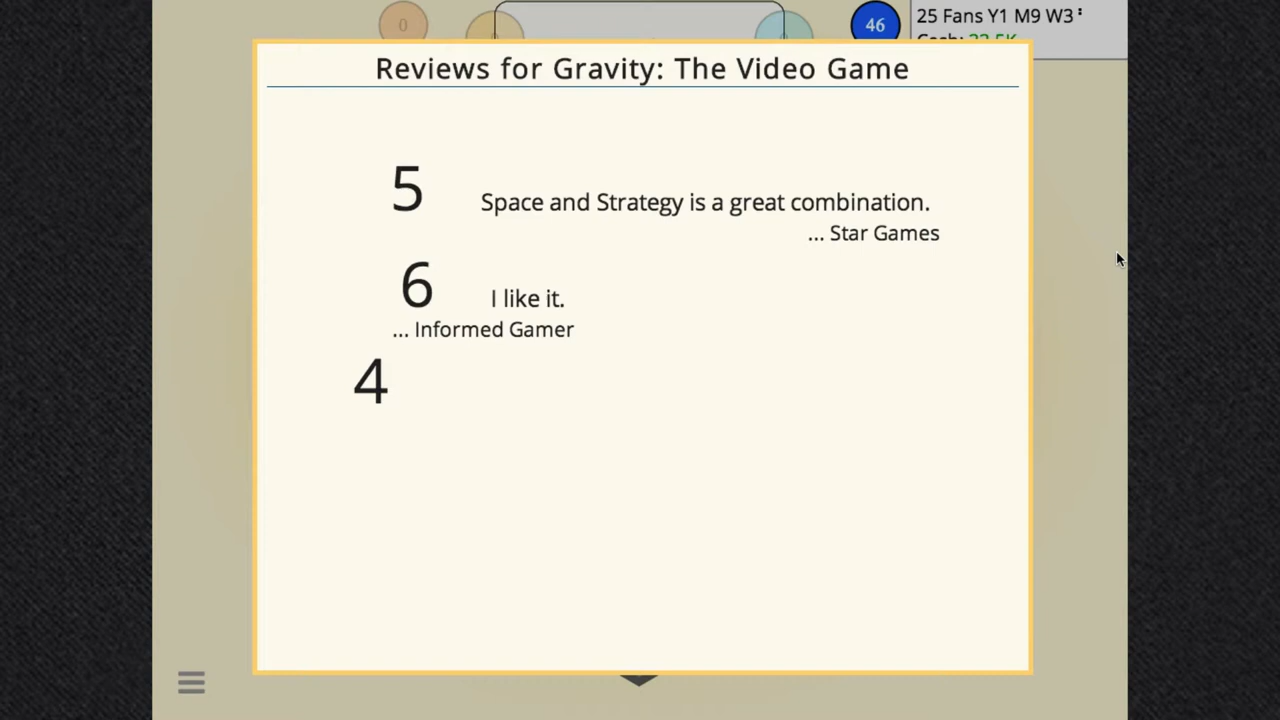 0
46
25 Fans Y1 M9 W3
Reviews for Gravity: The Video Game
5 Space and Strategy is a great combination.
... Star Games
6 I like it.
... Informed Gamer
4